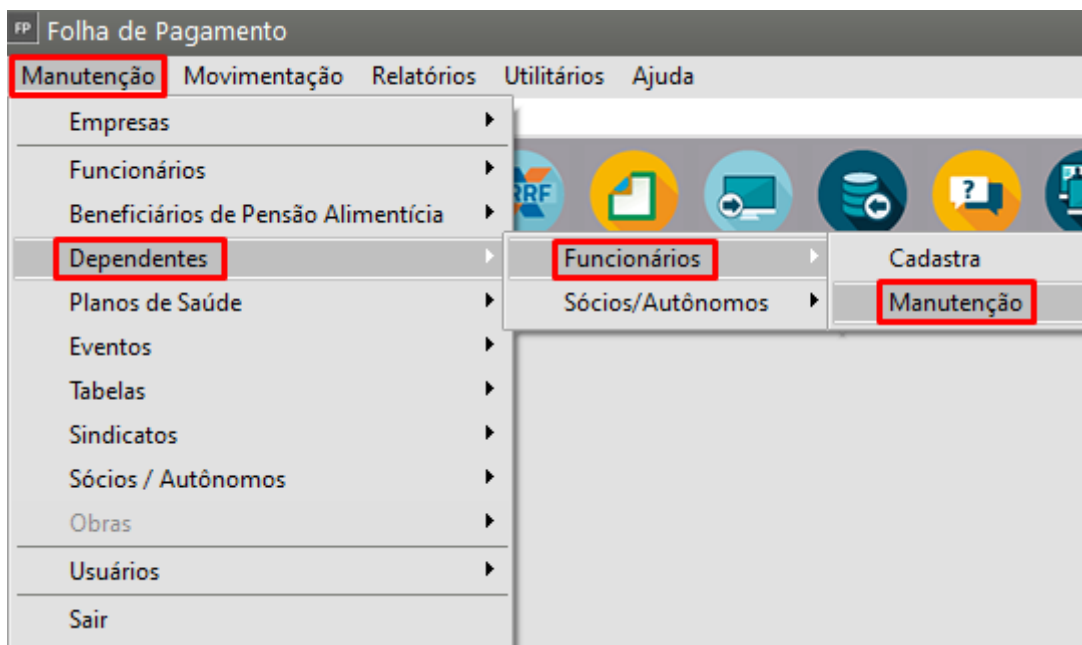 FP Folha de Pagamento
Manutenção Movimentação Relatórios Utilitários Ajuda
Empresas
Funcionários
Beneficiários de Pensão Alimentícia
Dependentes
Planos de Saúde
Eventos
Tabelas
Sindicatos
Sócios / Autônomos
Obras
Usuários
Sair
RRF
?
Funcionários
Sócios/Autônomos
Cadastra
Manutenção